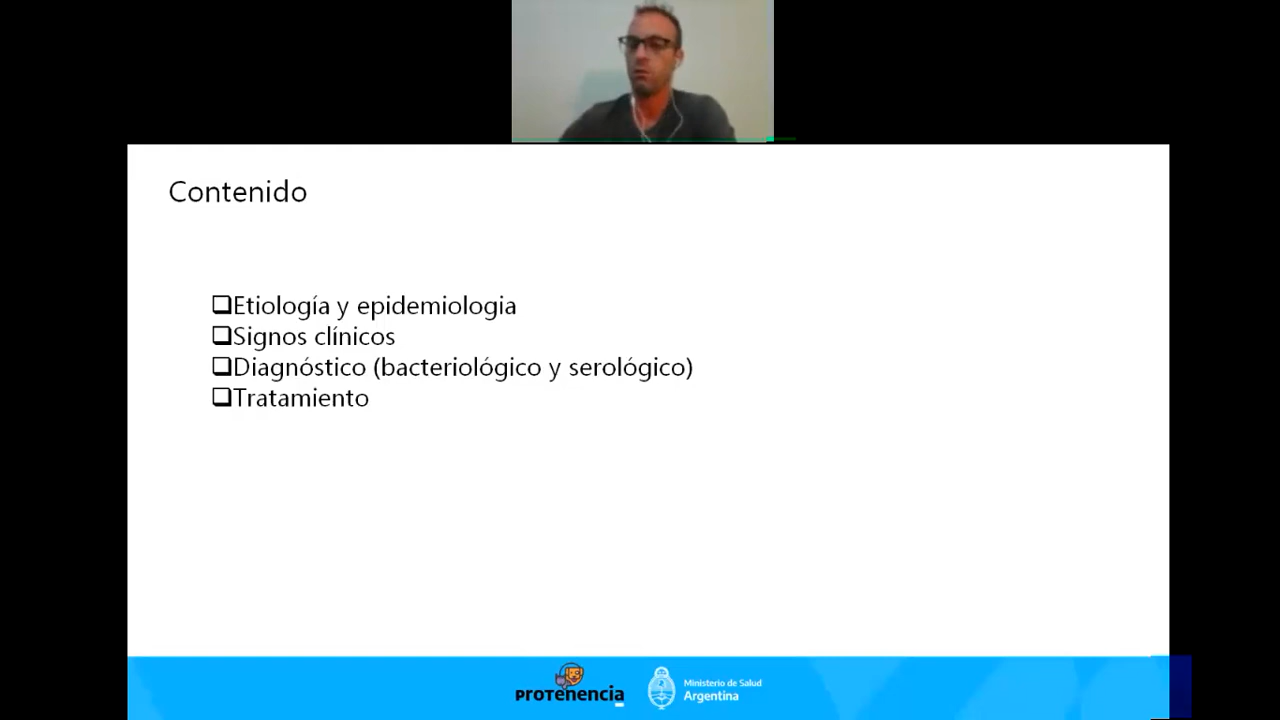 Contenido
❑Etiología y epidemiologia
❑Signos clínicos
❑Diagnóstico (bacteriológico y serológico)
❑Tratamiento
PROTENENCIA
Ministerio de Salud
Argentina